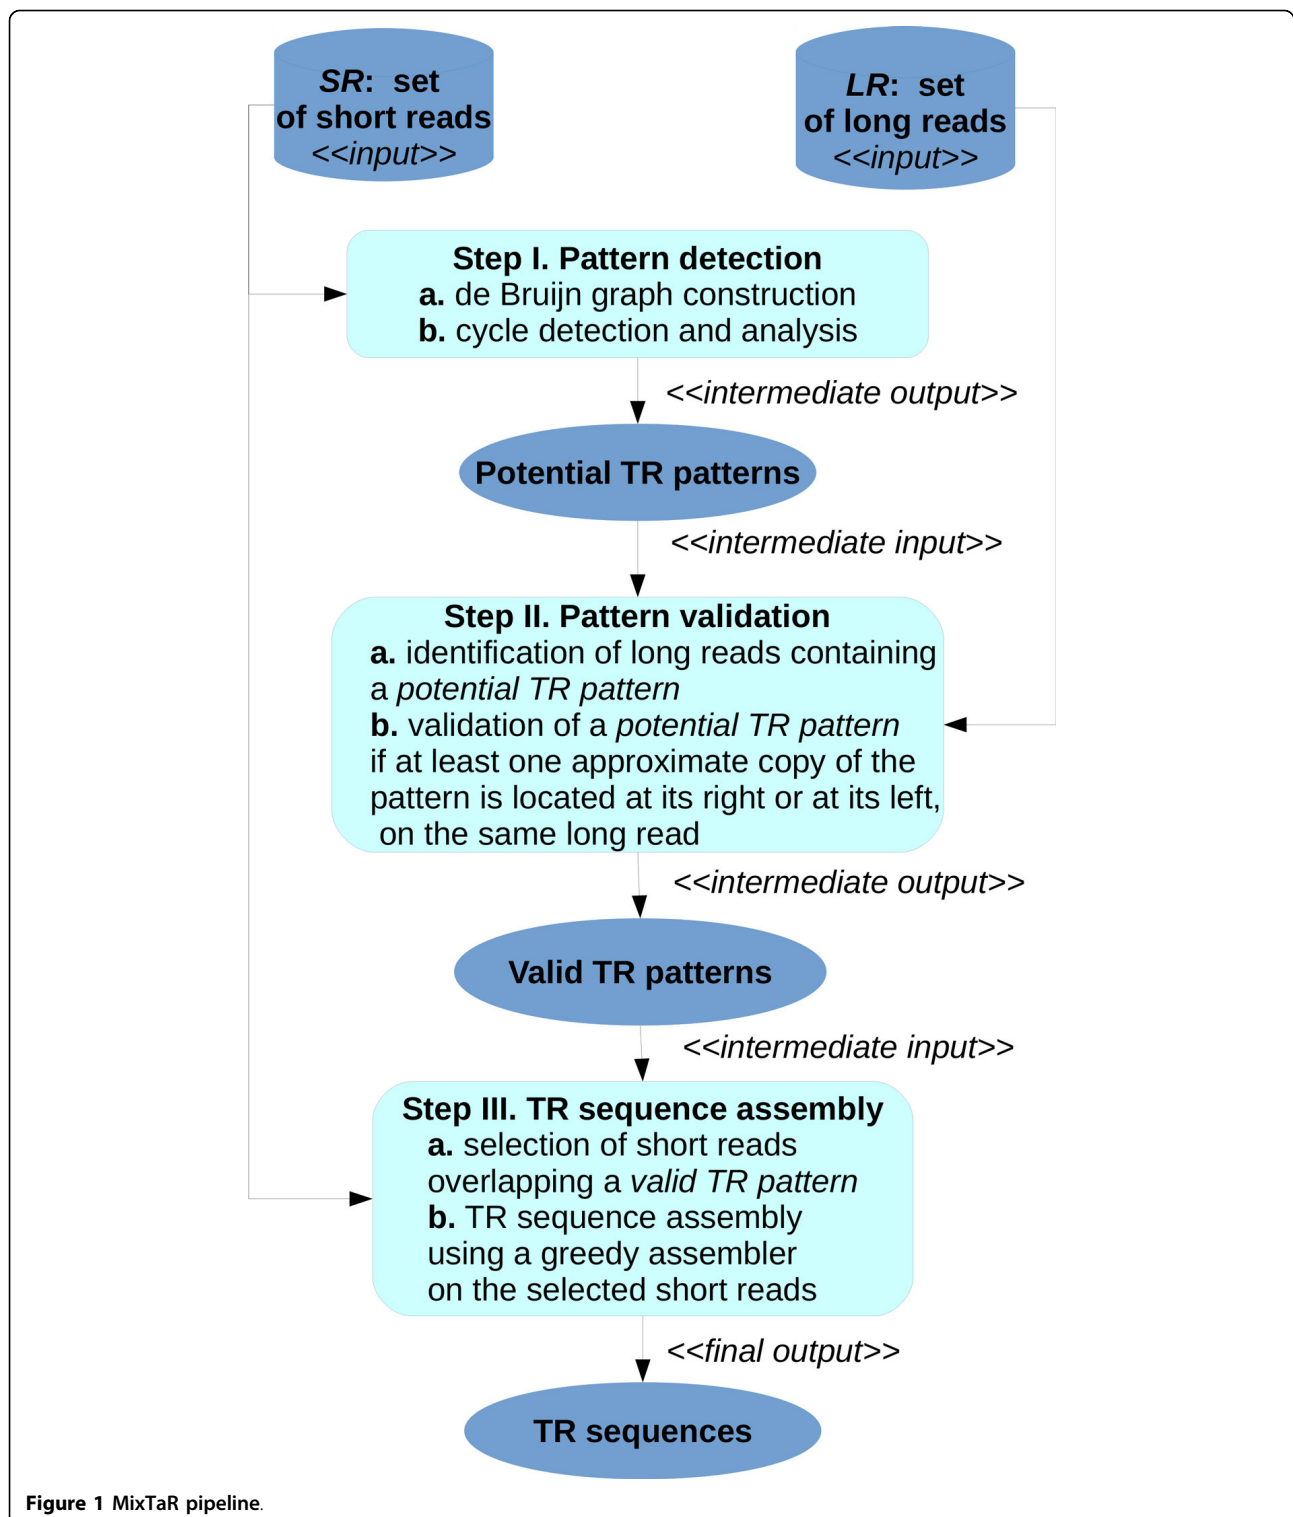 SR: set
of short reads
<<input>>
LR: set
of long reads
<<input>>
Step I. Pattern detection
a. de Bruijn graph construction
b. cycle detection and analysis
<<intermediate output>>
Potential TR patterns
<<intermediate input>>
Step II. Pattern validation
a. identification of long reads containing
a potential TR pattern
b. validation of a potential TR pattern
if at least one approximate copy of the
pattern is located at its right or at its left,
on the same long read
<<intermediate output>>
Valid TR patterns
<<intermediate input>>
Step III. TR sequence assembly
a. selection of short reads
overlapping a valid TR pattern
b. TR sequence assembly
using a greedy assembler
on the selected short reads
<<final output>>
TR sequences
Figure 1 MixTaR pipeline.